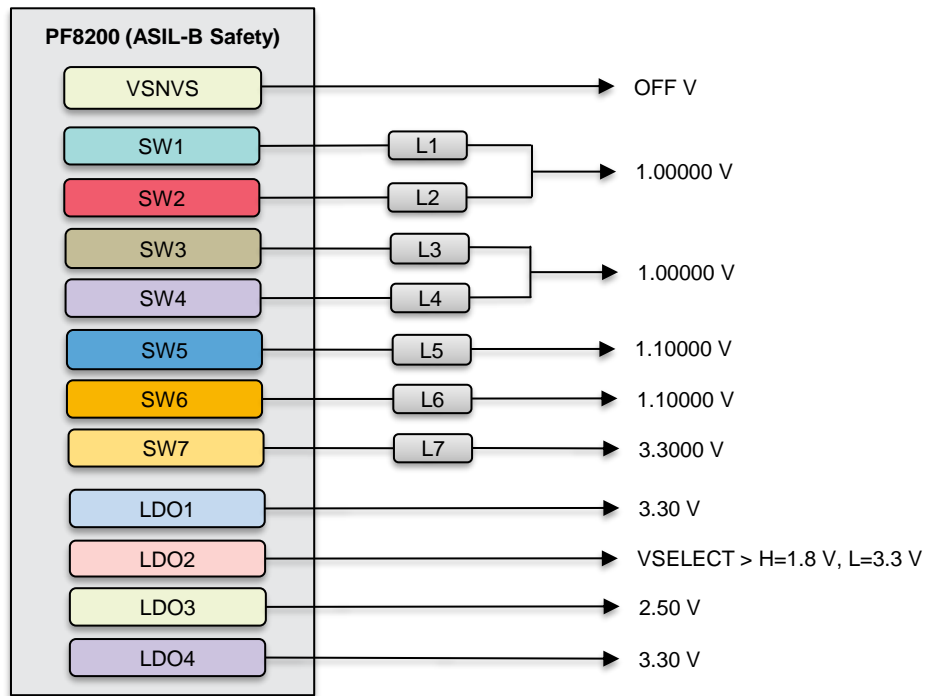 PF8200 (ASIL-B Safety)
VSNVS
OFF V
SW1
L1
1.00000 V
SW2
L2
SW3
L3
1.00000 V
SW4
L4
SW5
L5
1.10000 V
SW6
L6
1.10000 V
SW7
L7
3.3000 V
LDO1
3.30 V
LDO2
VSELECT > H=1.8 V, L=3.3 V
LDO3
2.50 V
LDO4
3.30 V